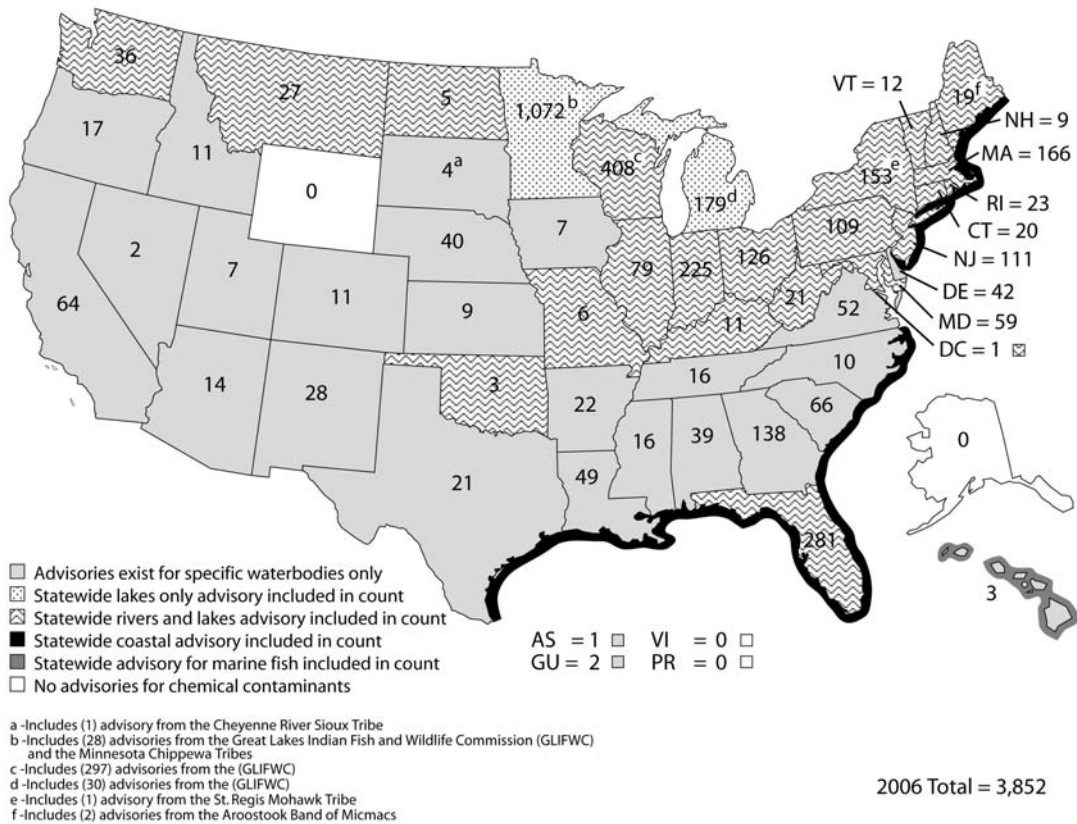 36
27
5
1,072b
VT = 12
19f
17
11
0
4a
408c
179d
153e
NH = 9
MA = 166
RI = 23
CT = 20
NJ = 111
DE = 42
MD = 59
DC = 1
2
7
11
40
7
79
225
126
109
64
9
6
11
21
52
14
28
3
22
16
10
66
21
49
16
39
138
281
0
3
Advisories exist for specific waterbodies only
Statewide lakes only advisory included in count
Statewide rivers and lakes advisory included in count
Statewide coastal advisory included in count
Statewide advisory for marine fish included in count
No advisories for chemical contaminants
AS = 1 VI = 0
GU = 2 PR = 0
a -Includes (1) advisory from the Cheyenne River Sioux Tribe
b -Includes (28) advisories from the Great Lakes Indian Fish and Wildlife Commission (GLIFWC)
and the Minnesota Chippewa Tribes
c -Includes (297) advisories from the (GLIFWC)
d -Includes (30) advisories from the (GLIFWC)
e -Includes (1) advisory from the St. Regis Mohawk Tribe
f -Includes (2) advisories from the Aroostook Band of Micmacs
2006 Total = 3,852